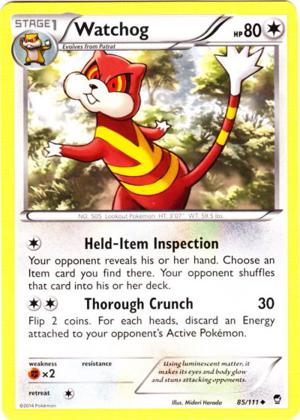 STAGE1
Watchog
HP80
Evolves from Patrat
NO. 505 Lookout Pokémon HT. 3'07" WT. 59.5 lbs.
Held-Item Inspection
Your opponent reveals his or her hand. Choose an
Item card you find there. Your opponent shuffles
that card into his or her deck.
Thorough Crunch 30
Flip 2 coins. For each heads, discard an Energy
attached to your opponent's Active Pokémon.
weakness resistance
×2
retreat
Using luminescent matter, it
makes its eyes and body glow
and stuns attacking opponents.
©2014 Pokémon
Illus. Midori Harada
85/111